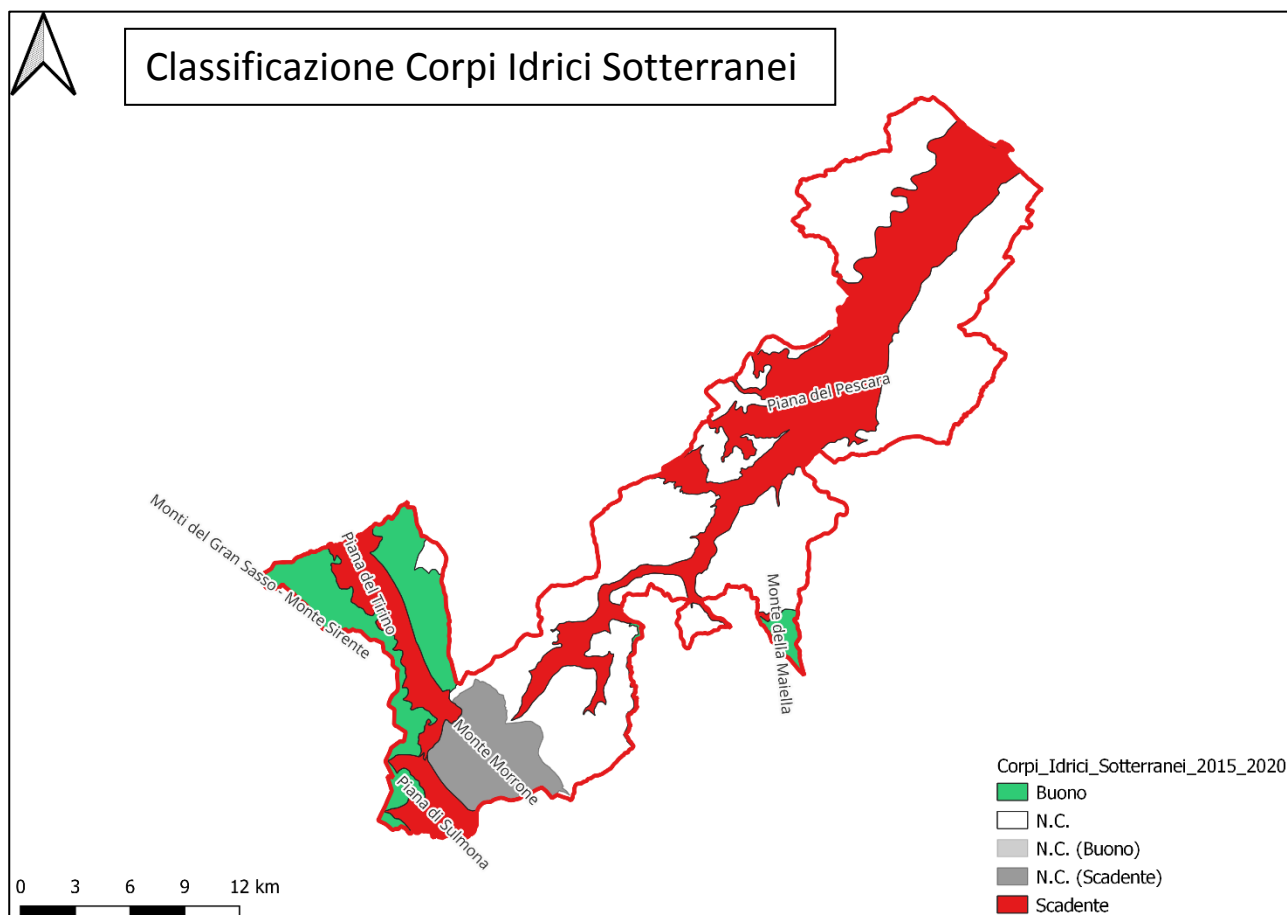 Classificazione Corpi Idrici Sotterranei
Piana del Pescara
Monti del Gran Sasso - Monte Sirente
Piana del Tirino
Monte della Maiella
Monte Morrone
Piana di Sulmona
Corpi_Idrici_Sotterranei_2015_2020
Buono
N.C.
N.C. (Buono)
N.C. (Scadente)
Scadente
0 3 6 9 12 km